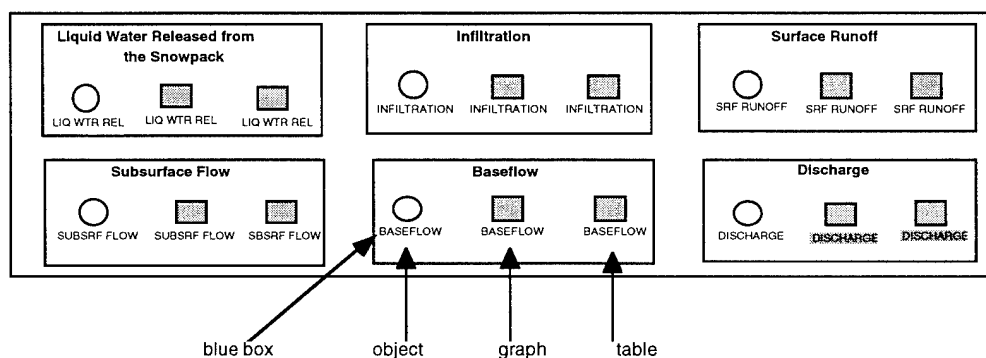 Liquid Water Released from
the Snowpack
LIQ WTR REL LIQ WTR REL LIQ WTR REL
Infiltration
INFILTRATION INFILTRATION INFILTRATION
Surface Runoff
SRF RUNOFF SRF RUNOFF SRF RUNOFF
Subsurface Flow
SUBSRF FLOW SUBSRF FLOW SBSRF FLOW
Baseflow
BASEFLOW BASEFLOW BASEFLOW
Discharge
DISCHARGE DISCHARGE DISCHARGE
blue box object graph table